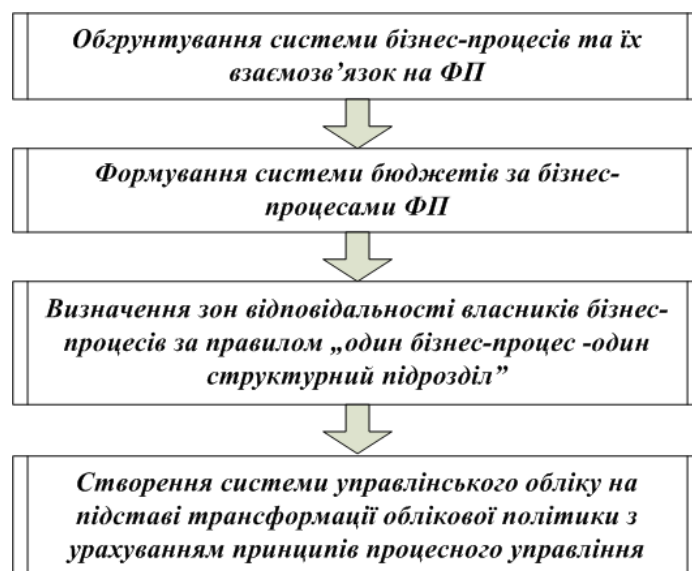 Обгрунтування системи бізнес-процесів та їх
взаємозв’язок на ФП
Формування системи бюджетів за бізнес-
процесами ФП
Визначення зон відповідальності власників бізнес-
процесів за правилом „один бізнес-процес -один
структурний підрозділ”
Створення системи управлінського обліку на
підставі трансформації облікової політики з
урахуванням принципів процесного управління